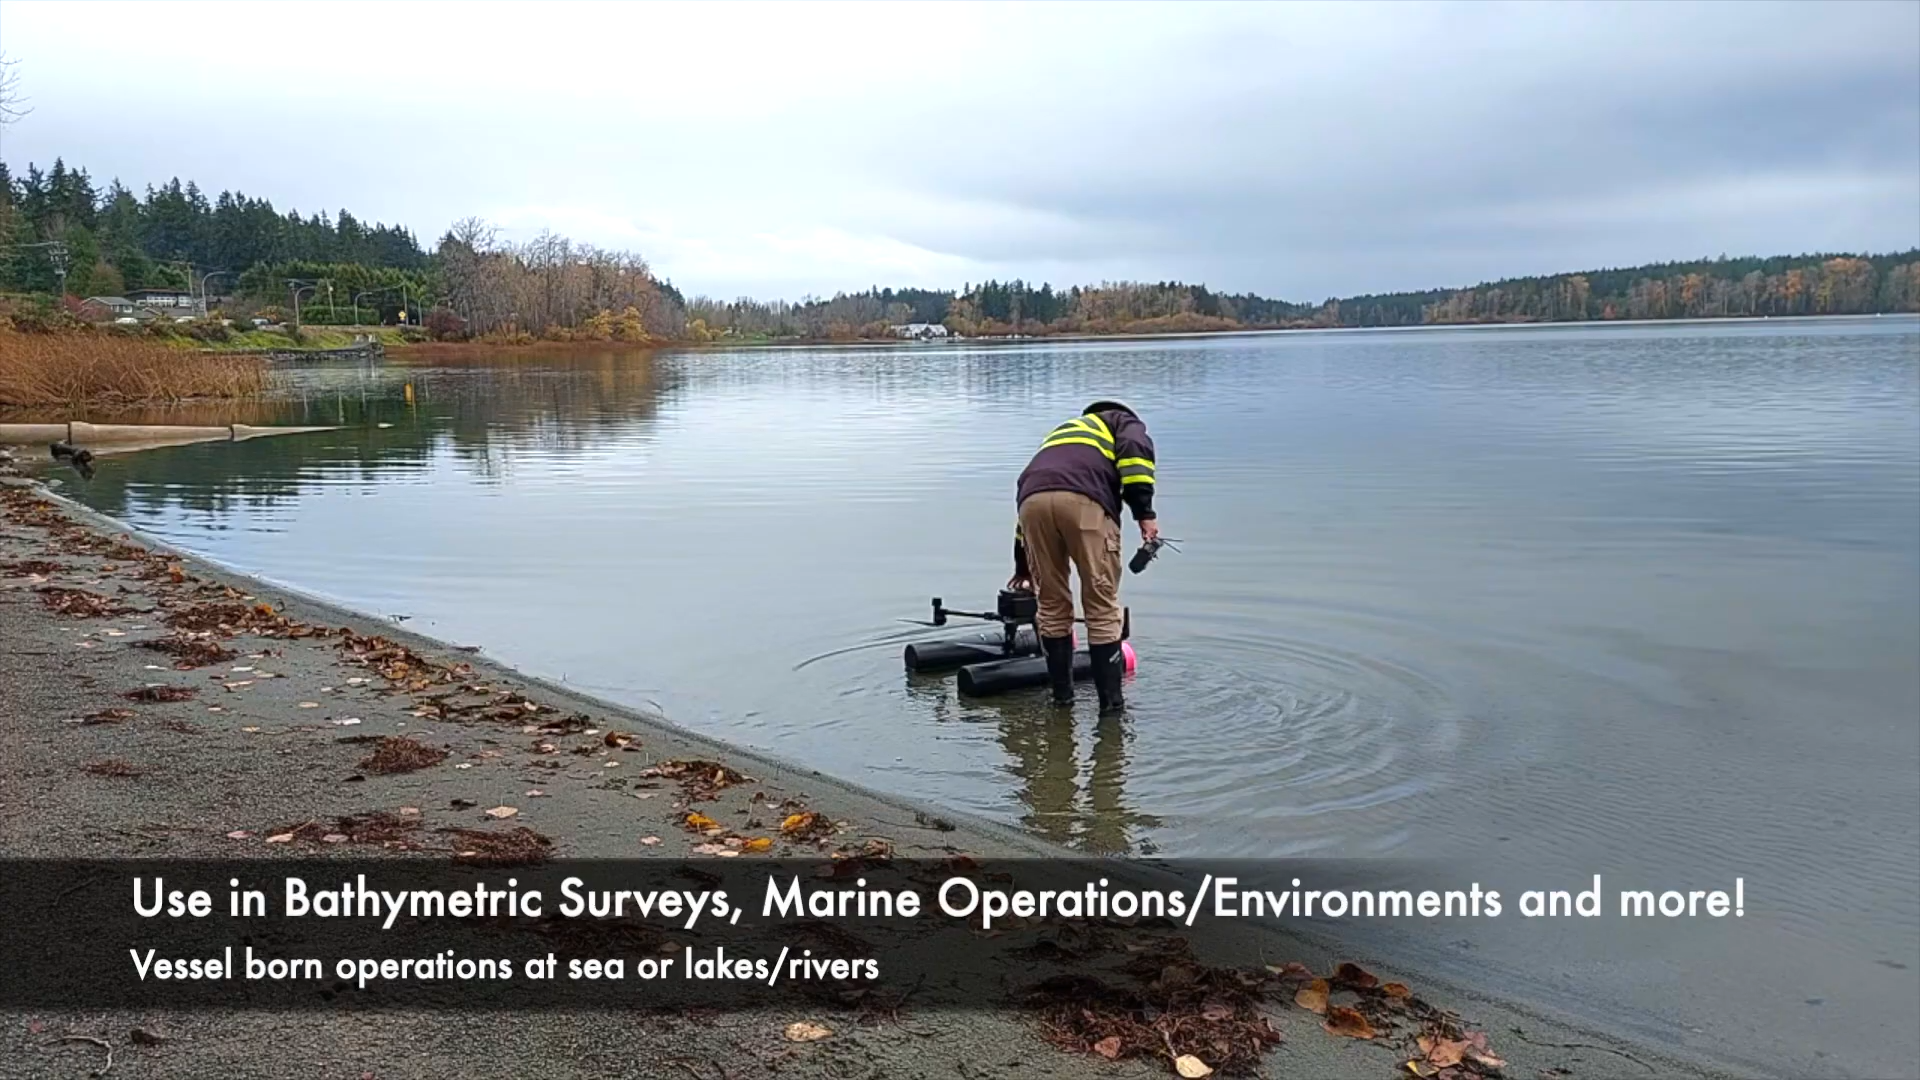 Use in Bathymetric Surveys, Marine Operations/Environments and more!
Vessel born operations at sea or lakes/rivers